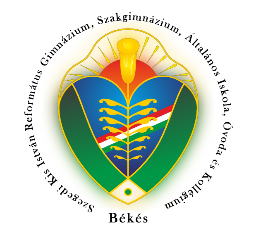 Szegedi Kis István Református Gimnázium, Szakgimnázium, Általános Iskola, Óvoda és Kollégium
Békés